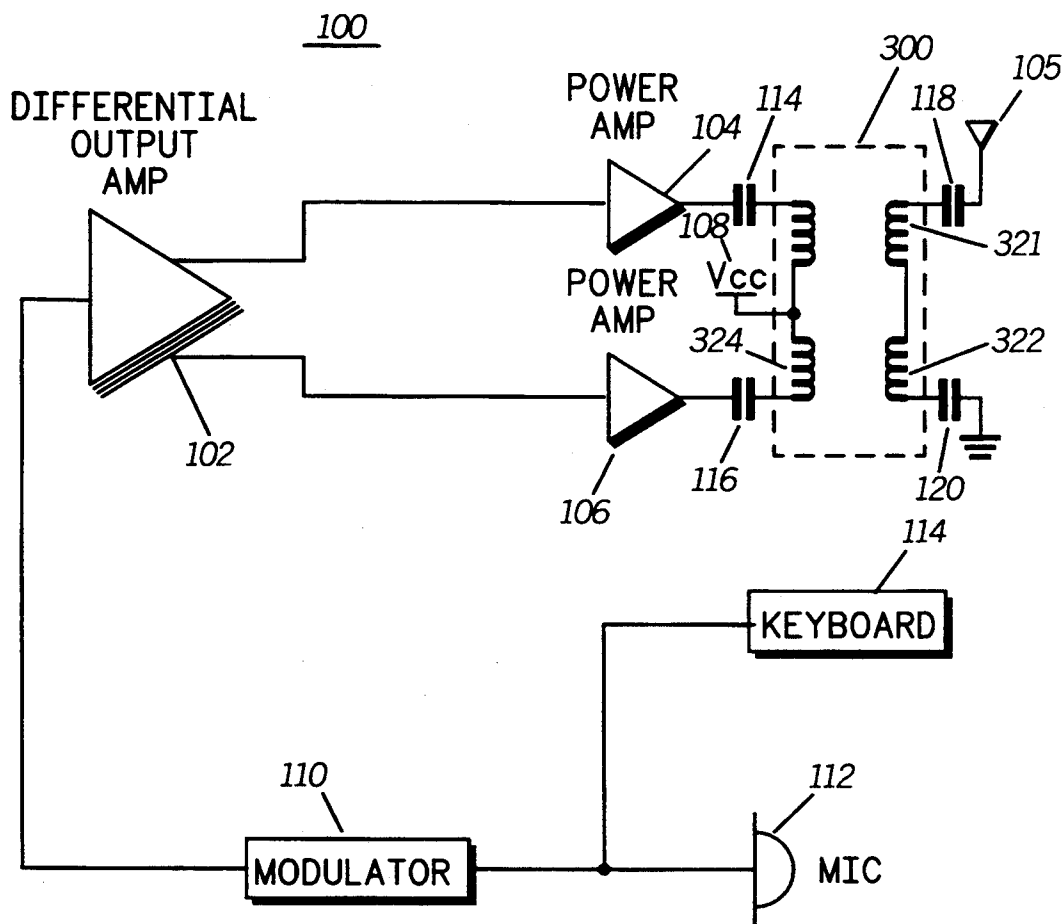 100
300
105
DIFFERENTIAL
OUTPUT
AMP
POWER
AMP
104
114
118
108
Vcc
321
POWER
AMP
324
322
102
106
116
120
114
KEYBOARD
110
MODULATOR
112
MIC